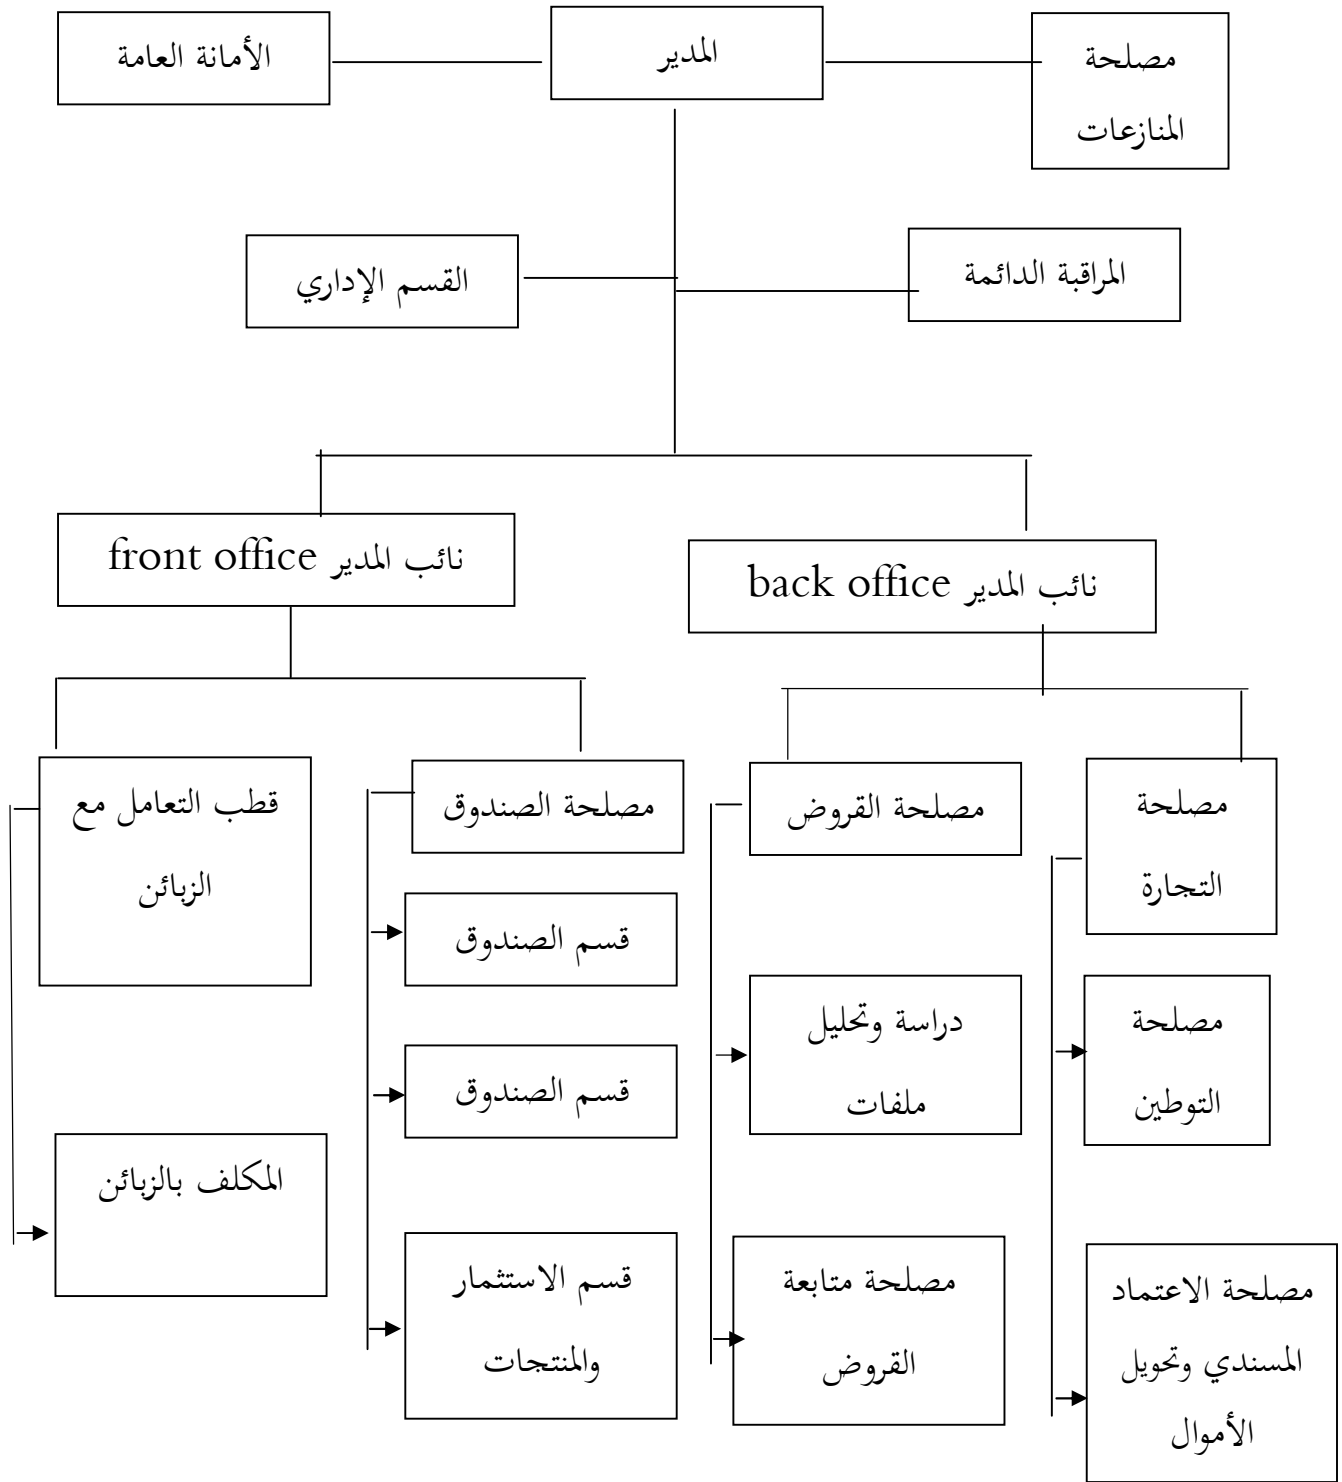 مصلحة
المنازعات
المدير
الأمانة العامة
المراقبة الدائمة
القسم الإداري
نائب المدير back office
نائب المدير front office
مصلحة
التجارة
مصلحة القروض
مصلحة الصندوق
قطب التعامل مع
الزبائن
قسم الصندوق
مصلحة
التوطين
دراسة وتحليل
ملفات
قسم الصندوق
المكلف بالزبائن
مصلحة الاعتماد
المسندي وتحويل
الأموال
مصلحة متابعة
القروض
قسم الاستثمار
والمنتجات